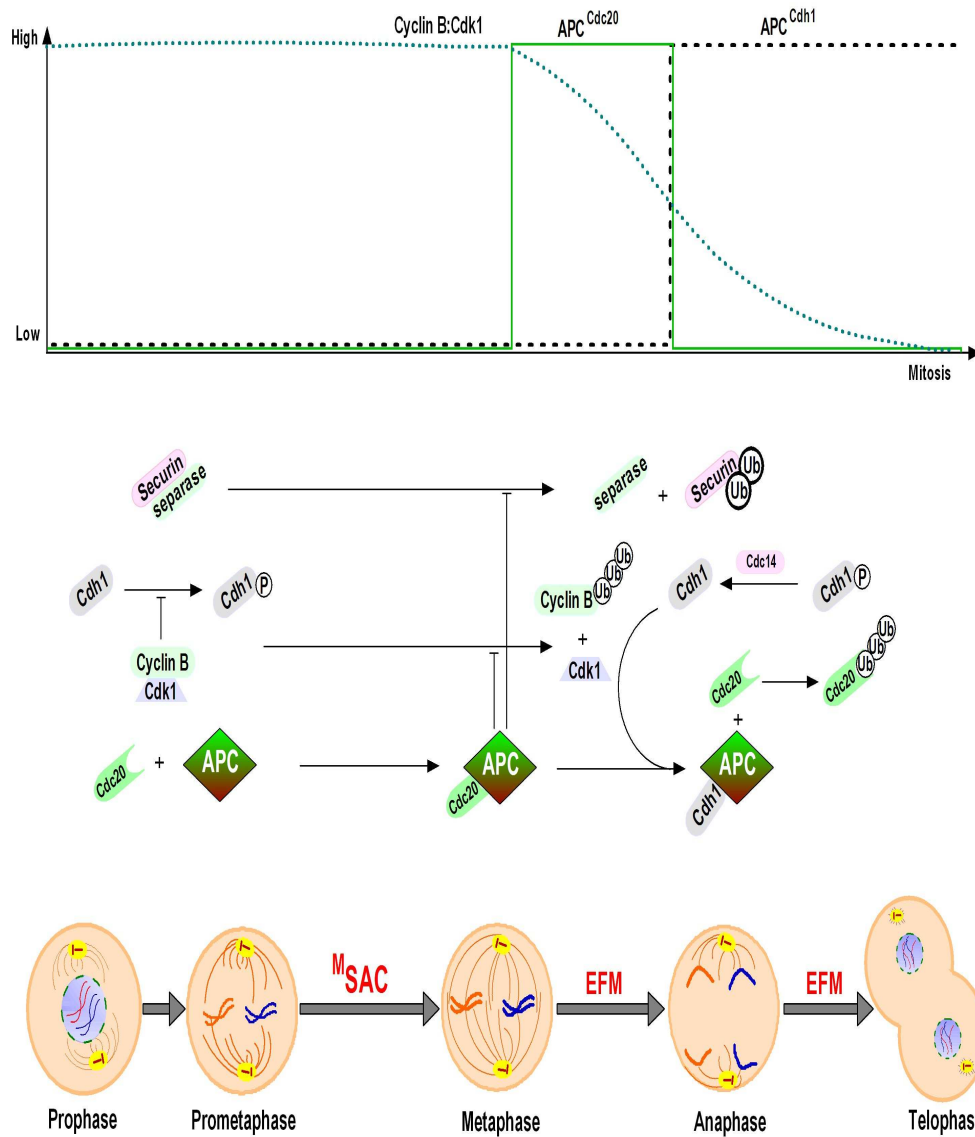 Cyclin B:Cdk1 APC^Cdc20 APC^Cdh1
High
Low
Mitosis
Securin
separase
separase + Securin Ub
Ub
Cdh1 Cdh1 P
Cyclin B Ub Ub Ub
+
Cdk1
Cdh1 Cdc14 Cdh1 P
Cyclin B
Cdk1
Cdc20 Cdc20 Ub Ub Ub
+
Cdc20 + APC
APC
Cdc20
APC
Cdh1
T T T T T T
T T T T
M SAC EFM EFM
Prophase Prometaphase Metaphase Anaphase Telophas